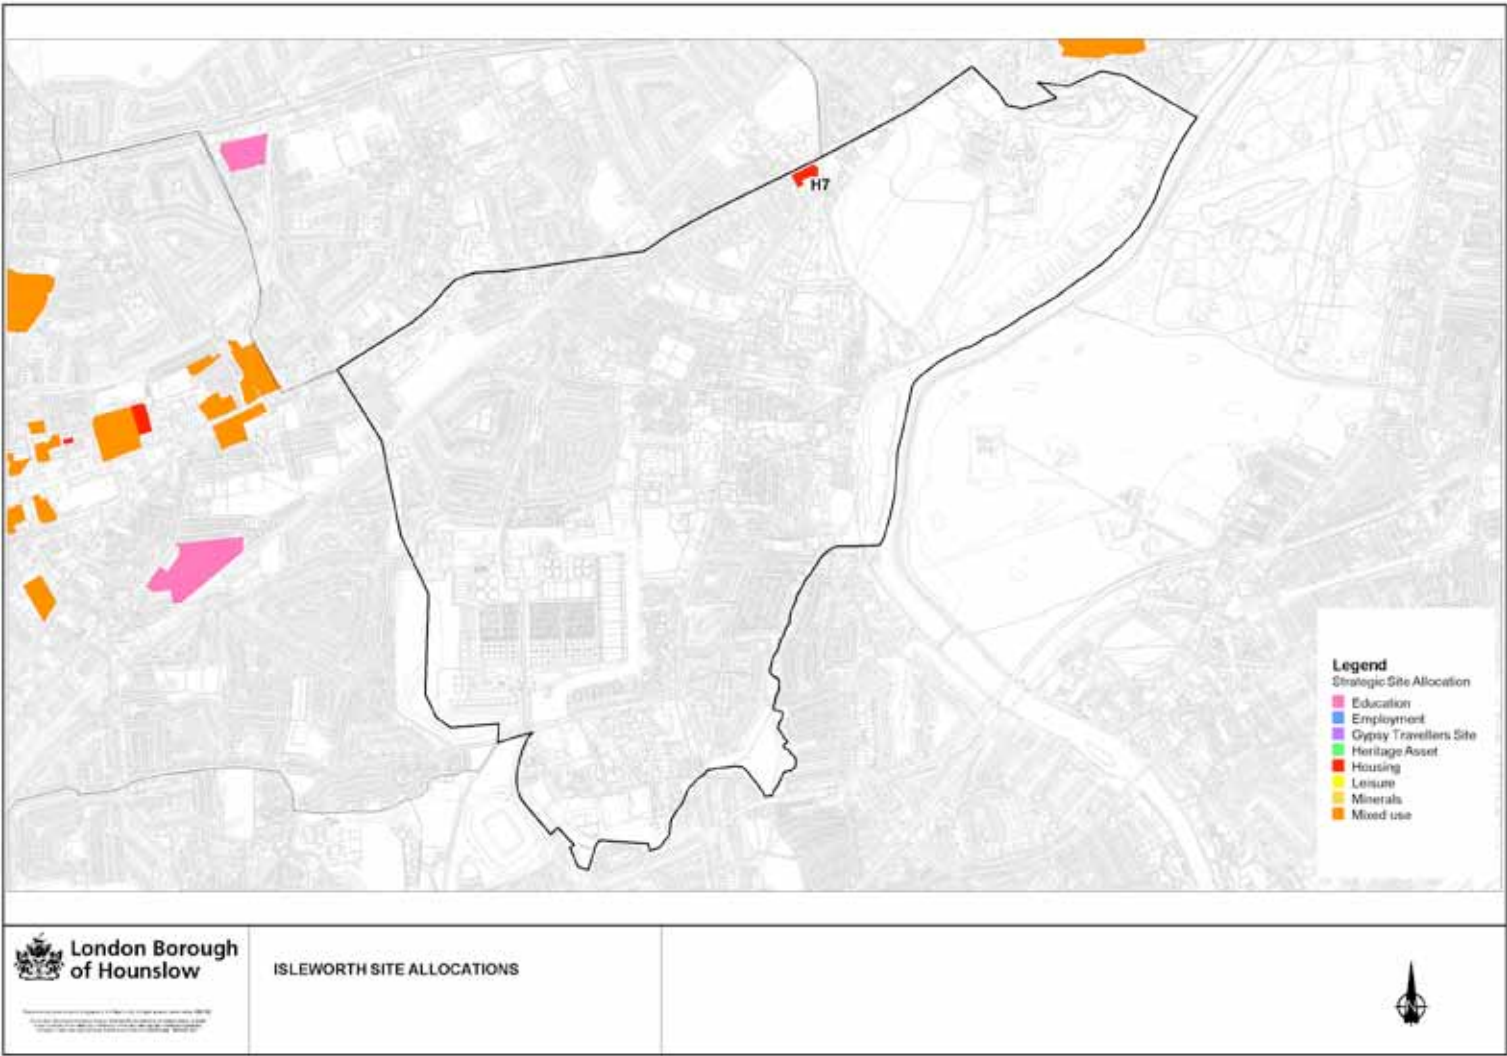 H7
Legend
Strategic Site Allocation
Education
Employment
Gypsy Travellers Site
Heritage Asset
Housing
Leisure
Minerals
Mixed use
London Borough
of Hounslow
ISLEWORTH SITE ALLOCATIONS
N